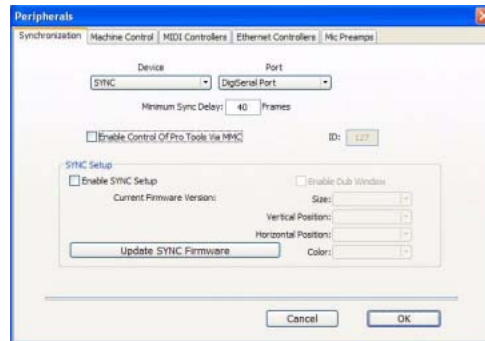 Peripherals
Synchronization Machine Control MIDI Controllers Ethernet Controllers Mic Preamps
Device Port
SYNC DigiSerial Port
Minimum Sync Delay: 40 Frames
Enable Control Of Pro Tools Via MMC ID: 127
SYNC Setup
Enable SYNC Setup Enable Dub Window
Current Firmware Version: Size:
Vertical Position:
Horizontal Position:
Update SYNC Firmware Color:
Cancel OK